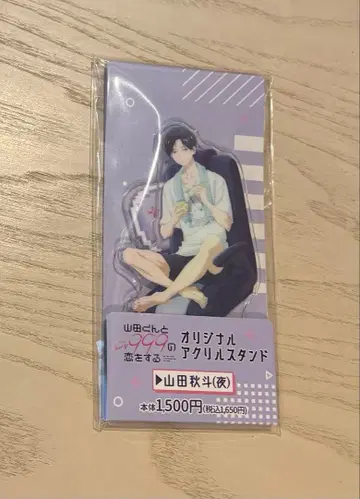 山田くんと
Lv999の
恋をする
オリジナル
アクリルスタンド
▶山田秋斗(夜)
本体1,500円(税込1,650円)